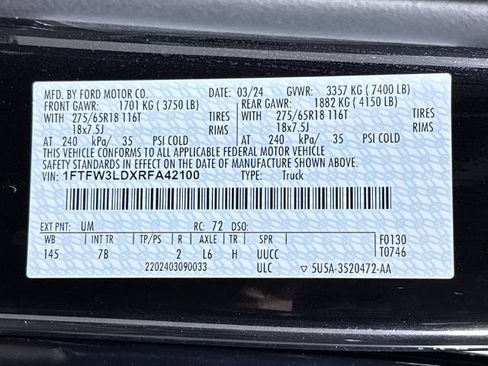 MFD. BY FORD MOTOR CO. 03/24 GVWR: 3357 KG ( 7400 LB)
FRONT GAWR: 1701 KG ( 3750 LB) REAR GAWR: 1882 KG ( 4150 LB)
WITH 275/65R18 116T TIRES WITH 275/65R18 116T TIRES
18x7.5J RIMS 18x7.5J RIMS
AT 240 kPa/ 35 PSI COLD AT 240 kPa/ 35 PSI COLD
THIS VEHICLE CONFORMS TO ALL APPLICABLE FEDERAL MOTOR VEHICLE
SAFETY STANDARDS IN EFFECT ON THE DATE OF MANUFACTURE SHOWN ABOVE.
VIN: 1FTFW3LDXRFA42100 TYPE: Truck
EXT PNT: UM RC: 72 DSO:
WB INT TR TP/PS R AXLE TR SPR F0130
145 7B 2 L6 H UUCC T0746
2202403090033 ULC ▽ 5U5A-3520472-AA